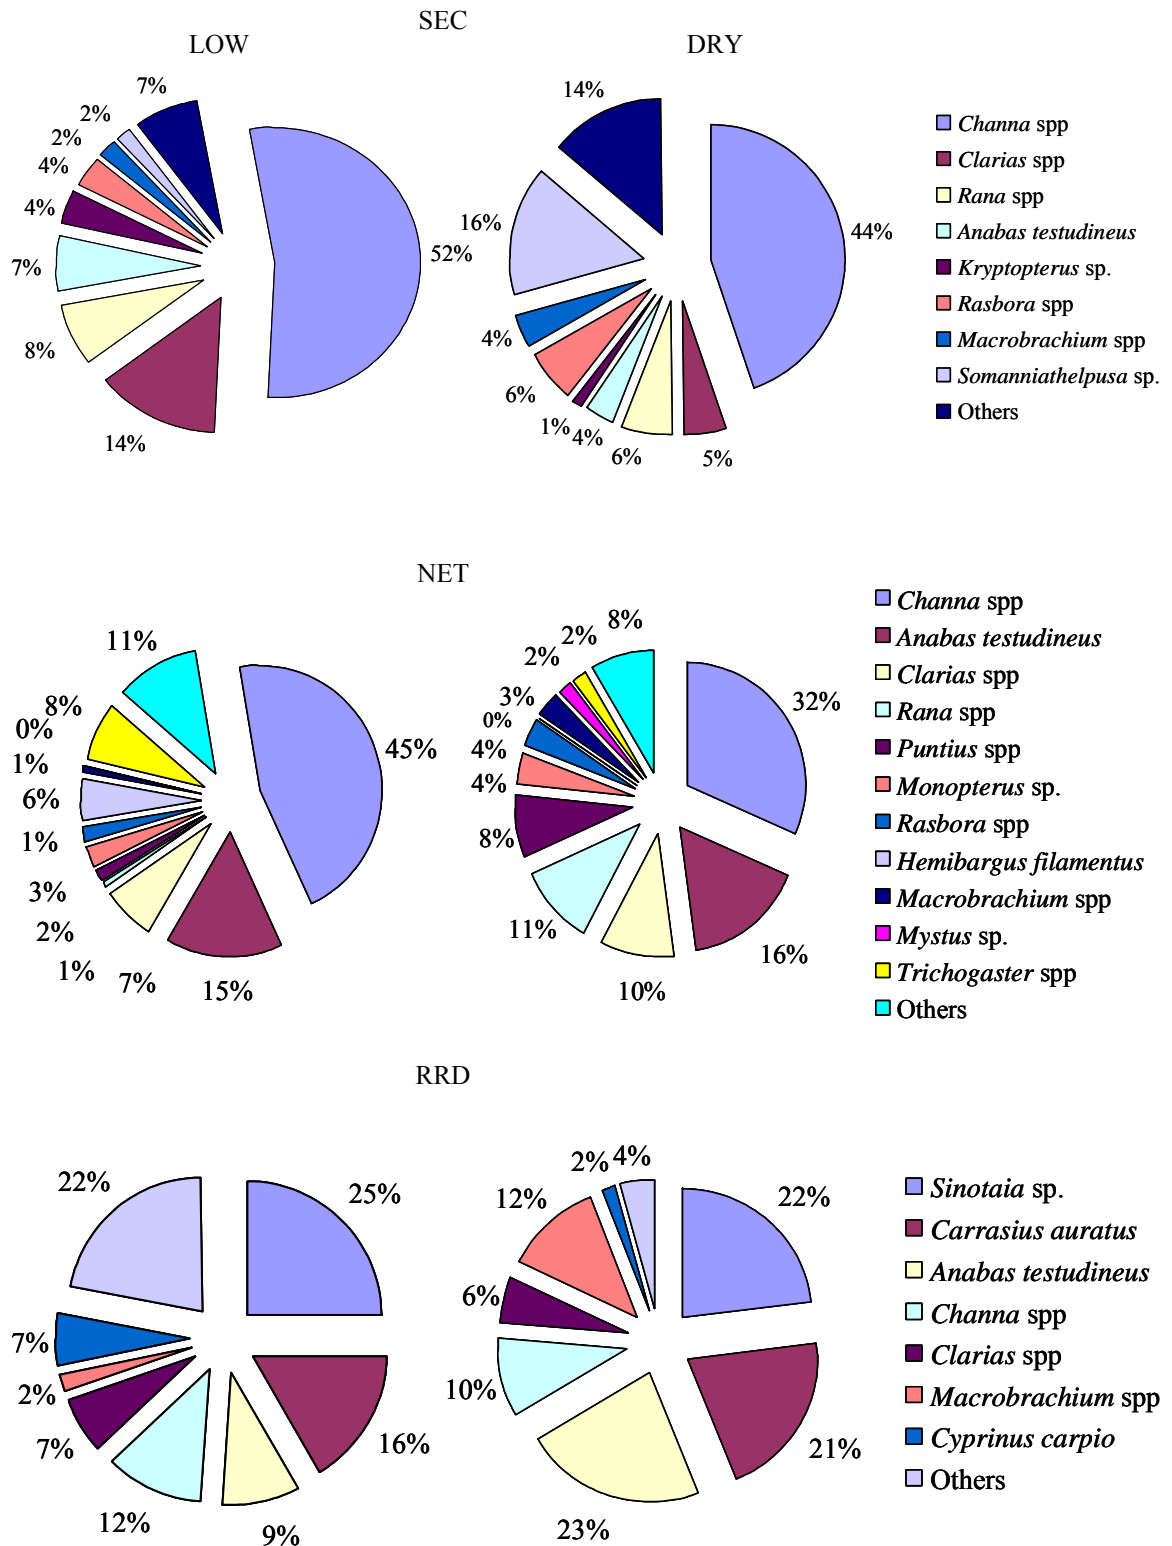 SEC
LOW
DRY
7%
2%
2%
4%
4%
7%
8%
14%
52%
14%
16%
4%
6%
1%
4%
6%
5%
44%
Channa spp
Clarias spp
Rana spp
Anabas testudineus
Kryptopterus sp.
Rasbora spp
Macrobrachium spp
Somanniathelpusa sp.
Others
NET
11%
8%
0%
1%
6%
1%
3%
2%
1%
7%
15%
45%
8%
2%
2%
3%
0%
4%
4%
8%
11%
10%
16%
32%
Channa spp
Anabas testudineus
Clarias spp
Rana spp
Puntius spp
Monopterus sp.
Rasbora spp
Hemibargus filamentus
Macrobrachium spp
Mystus sp.
Trichogaster spp
Others
RRD
22%
25%
7%
2%
7%
12%
9%
16%
2%
4%
12%
6%
10%
23%
21%
22%
Sinotaia sp.
Carrasius auratus
Anabas testudineus
Channa spp
Clarias spp
Macrobrachium spp
Cyprinus carpio
Others